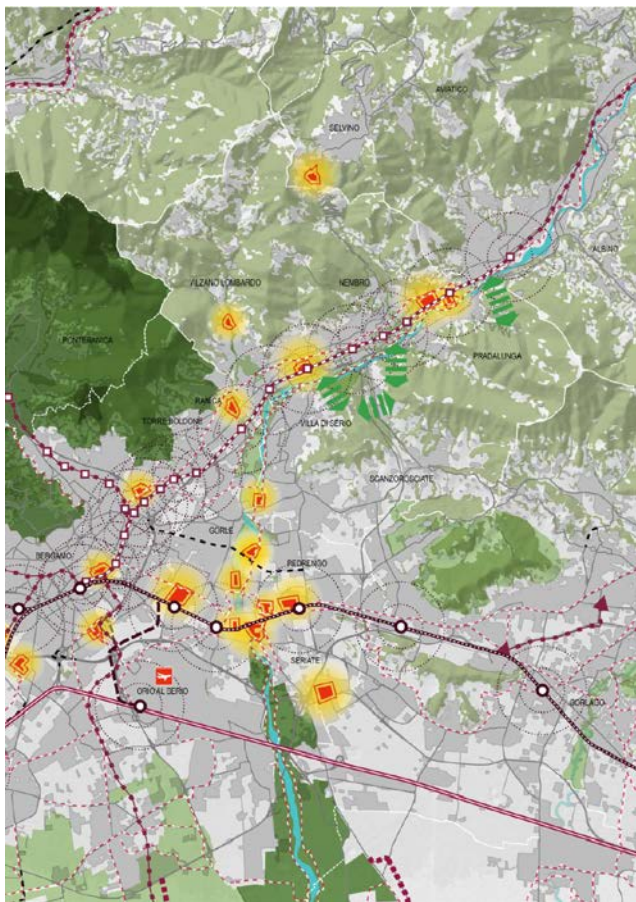 AVIATICO
SELVINO
ALBINO
NEMBRO
ALZANO LOMBARDO
PONTERANICA
PRADALUNGA
RANICA
TORRE BOLDONE
VILLA DI SERIO
SCANZOROSCIATE
GORLE
BERGAMO
PEDRENGO
SERIATE
ORIO AL SERIO
GORLAGO